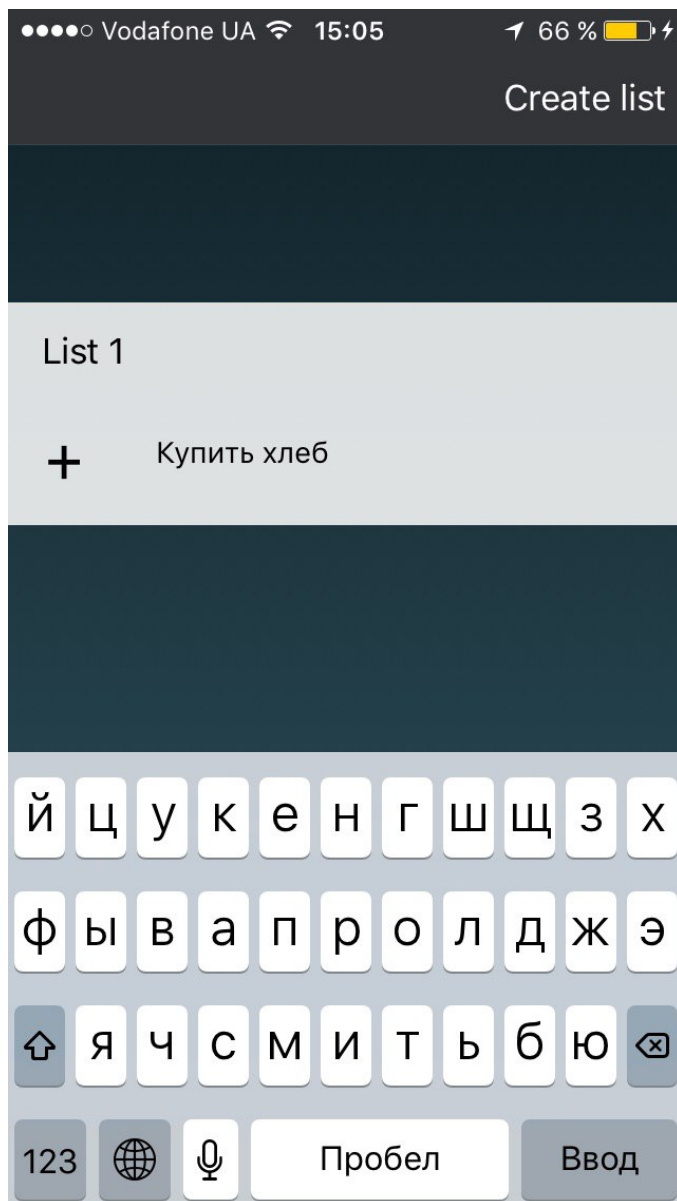 Vodafone UA 15:05 66 %
Create list
List 1
+ Купить хлеб
й ц у к е н г ш щ з х
ф ы в а п р о л д ж э
я ч с м и т ь б ю
123 Пробел Ввод